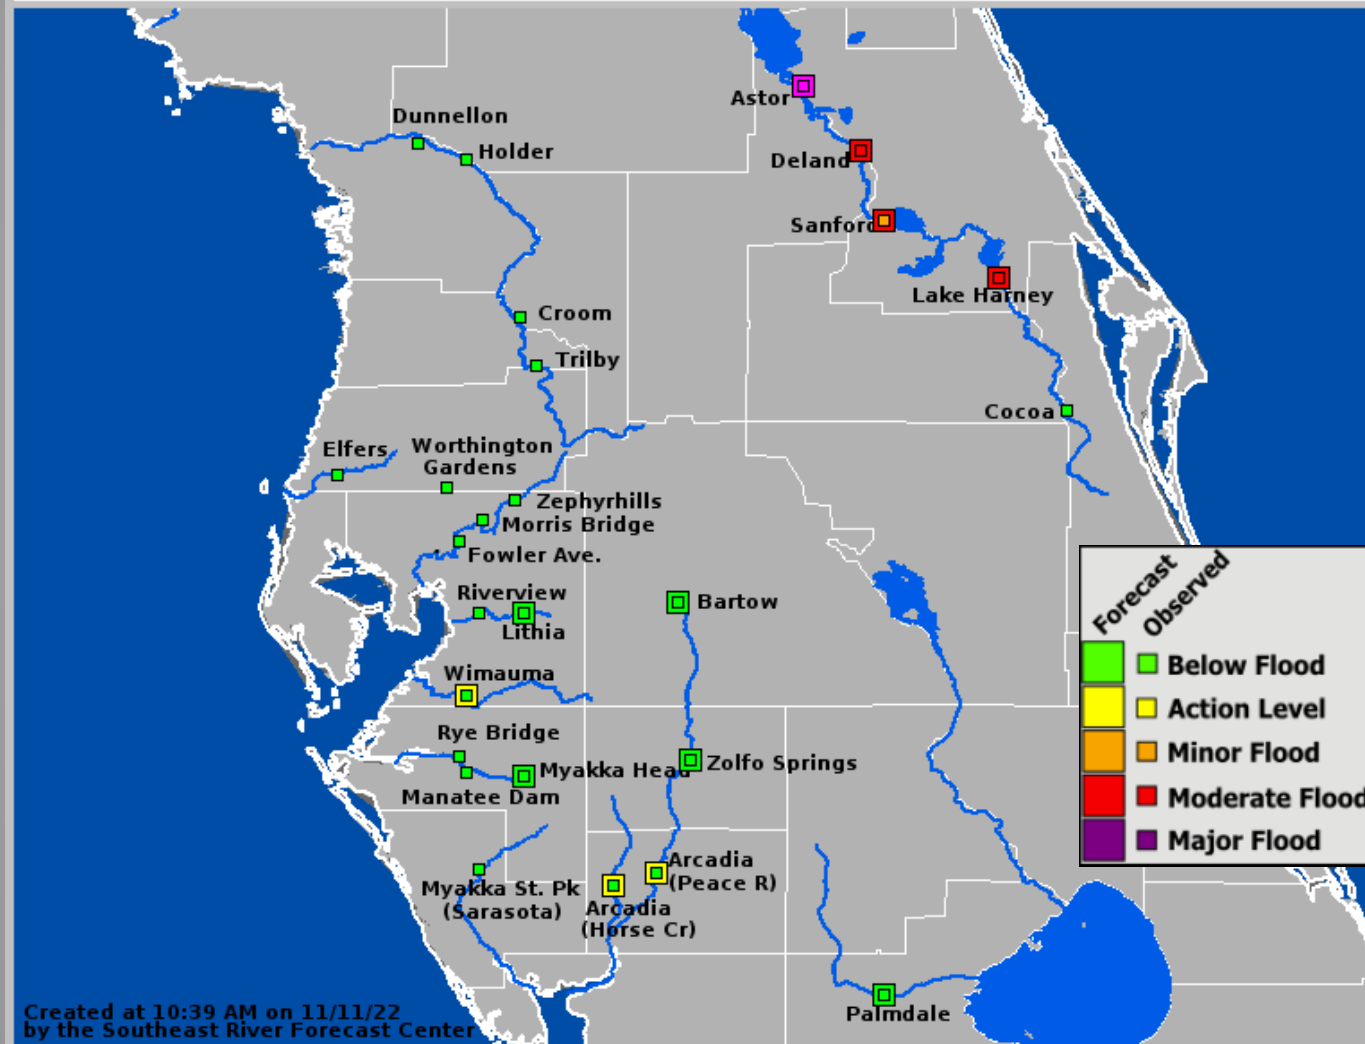 Dunnellon
Holder
Astor
Deland
Sanford
Lake Harney
Croom
Trilby
Cocoa
Elfers
Worthington
Gardens
Zephyrhills
Morris Bridge
Fowler Ave.
Riverview
Lithia
Bartow
Wimauma
Rye Bridge
Myakka Head
Zolfo Springs
Manatee Dam
Arcadia
(Peace R)
Myakka St. Pk
(Sarasota)
Arcadia
(Horse Cr)
Palmdale
Forecast
Observed
Below Flood
Action Level
Minor Flood
Moderate Flood
Major Flood
Created at 10:39 AM on 11/11/22
by the Southeast River Forecast Center